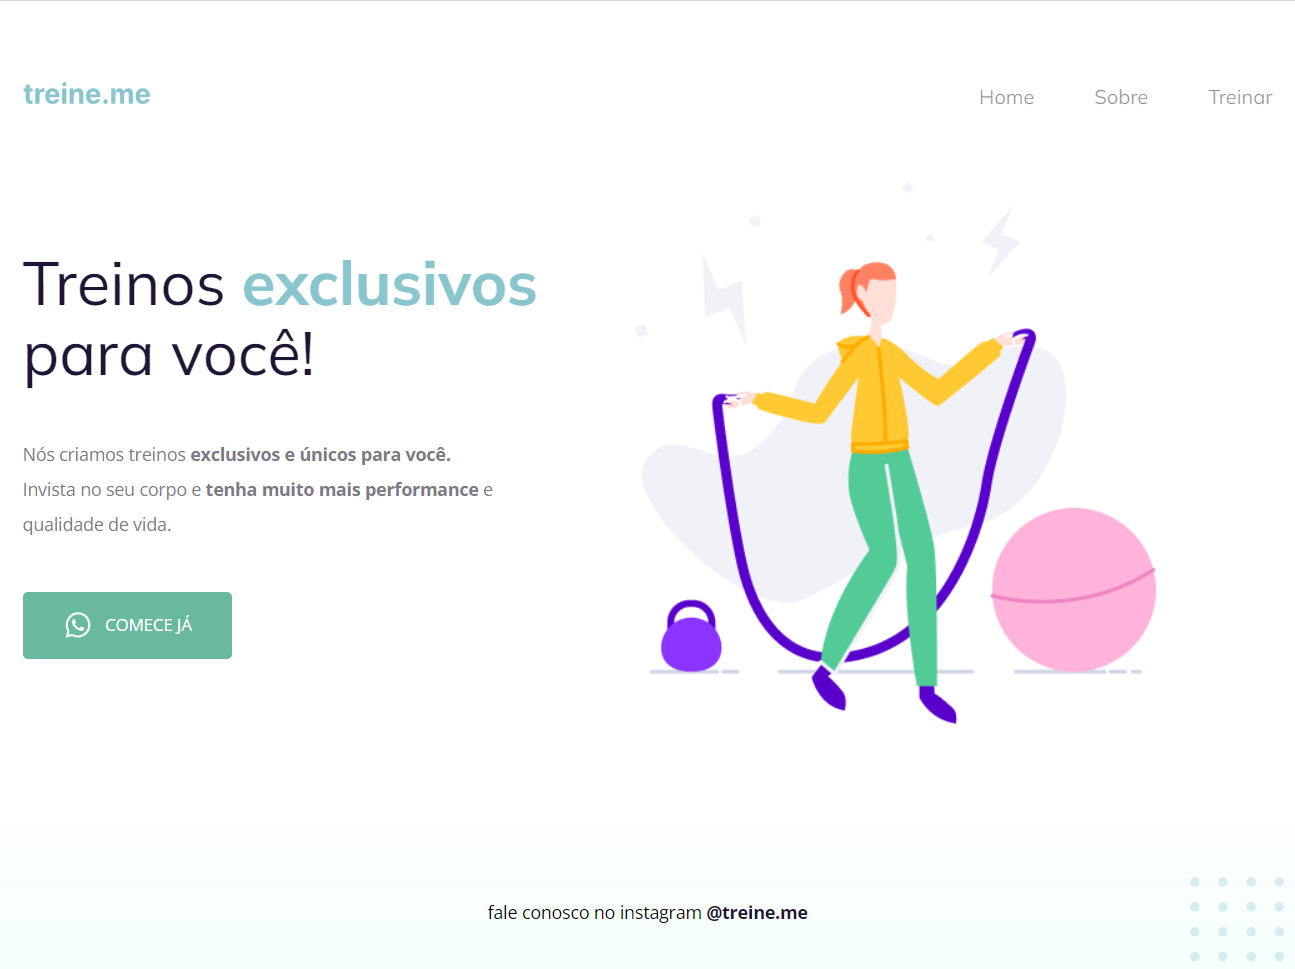 treine.me
Home
Sobre
Treinar
Treinos exclusivos
para você!
Nós criamos treinos exclusivos e únicos para você.
Invista no seu corpo e tenha muito mais performance e
qualidade de vida.
COMECE JÁ
fale conosco no instagram @treine.me